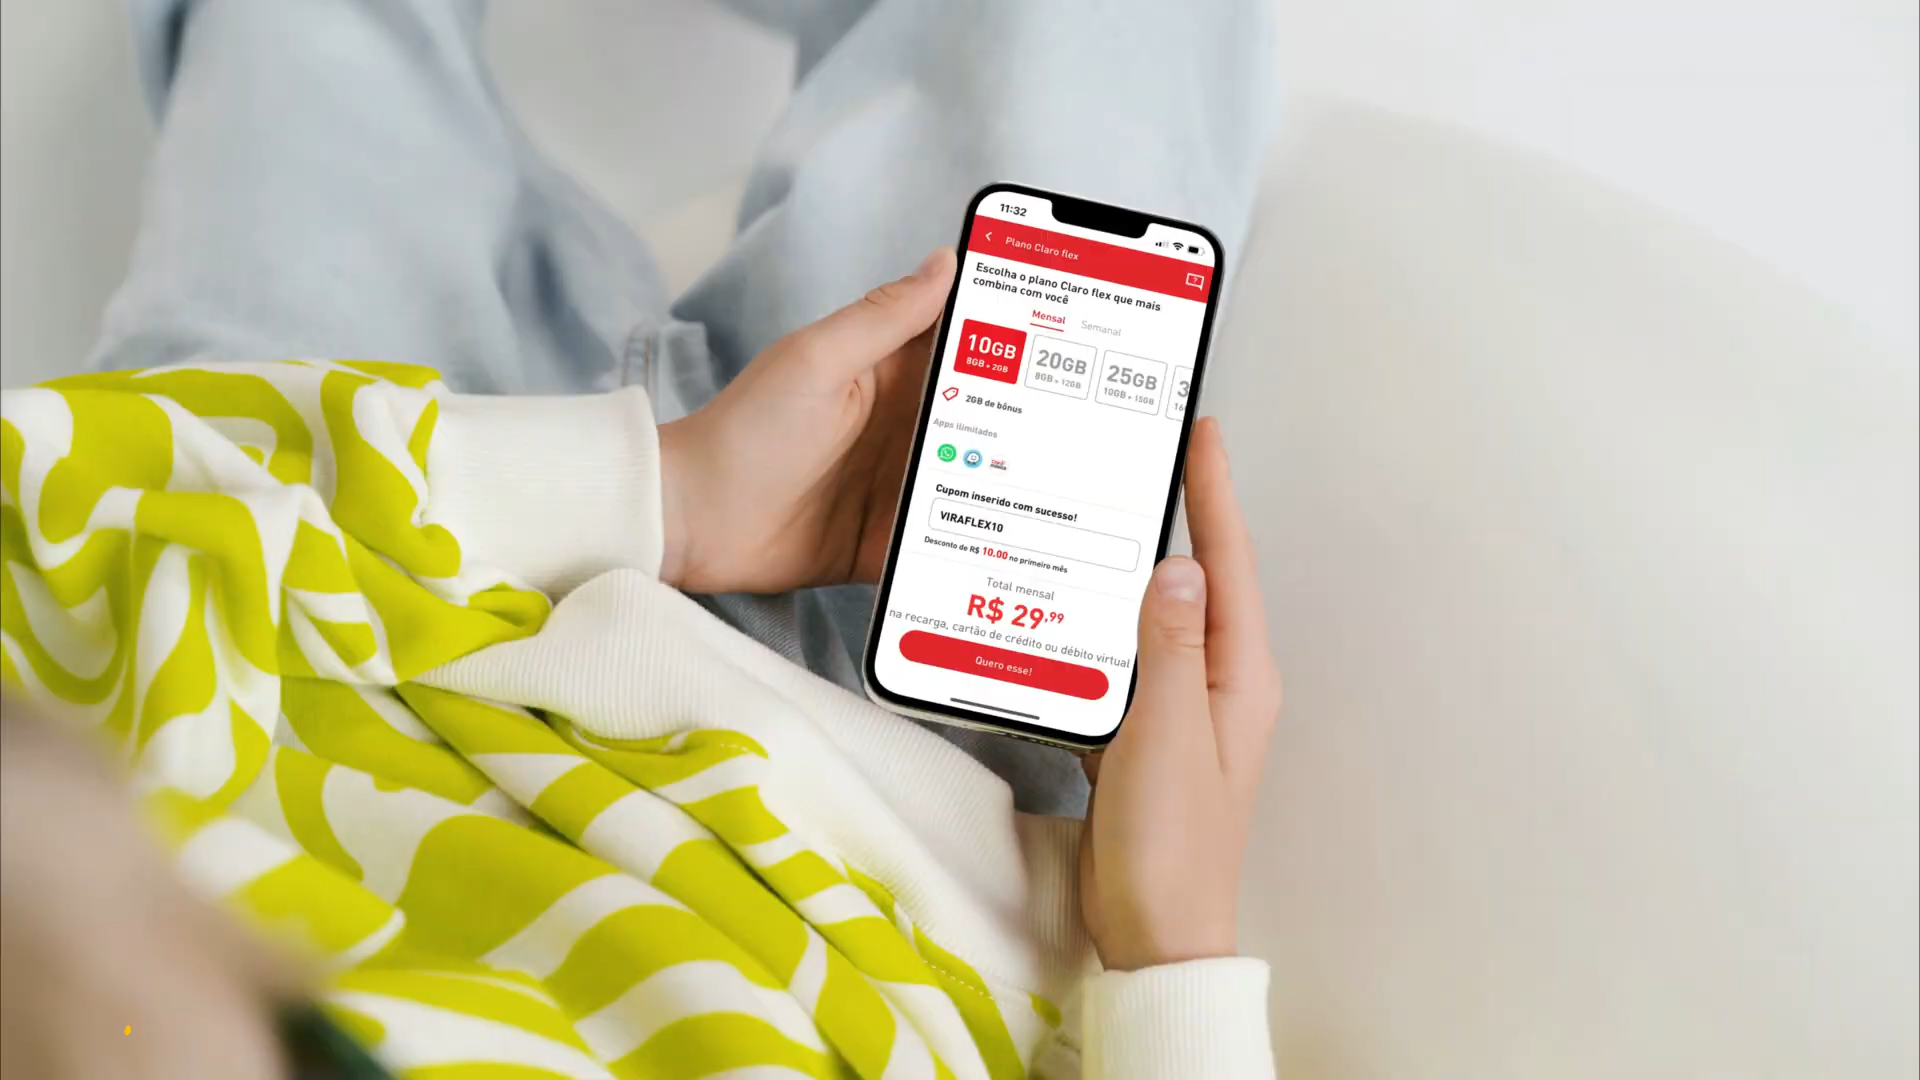 11:32
Plano Claro flex
Escolha o plano Claro flex que mais
combina com você
Mensal Semanal
10GB
8GB + 2GB
20GB
8GB + 12GB
25GB
10GB + 15GB
3
16
2GB de bônus
Apps ilimitados
Cupom inserido com sucesso!
VIRAFLEX10
Desconto de R$ 10.00 no primeiro mês
Total mensal
R$ 29,99
na recarga, cartão de crédito ou débito virtual
Quero esse!